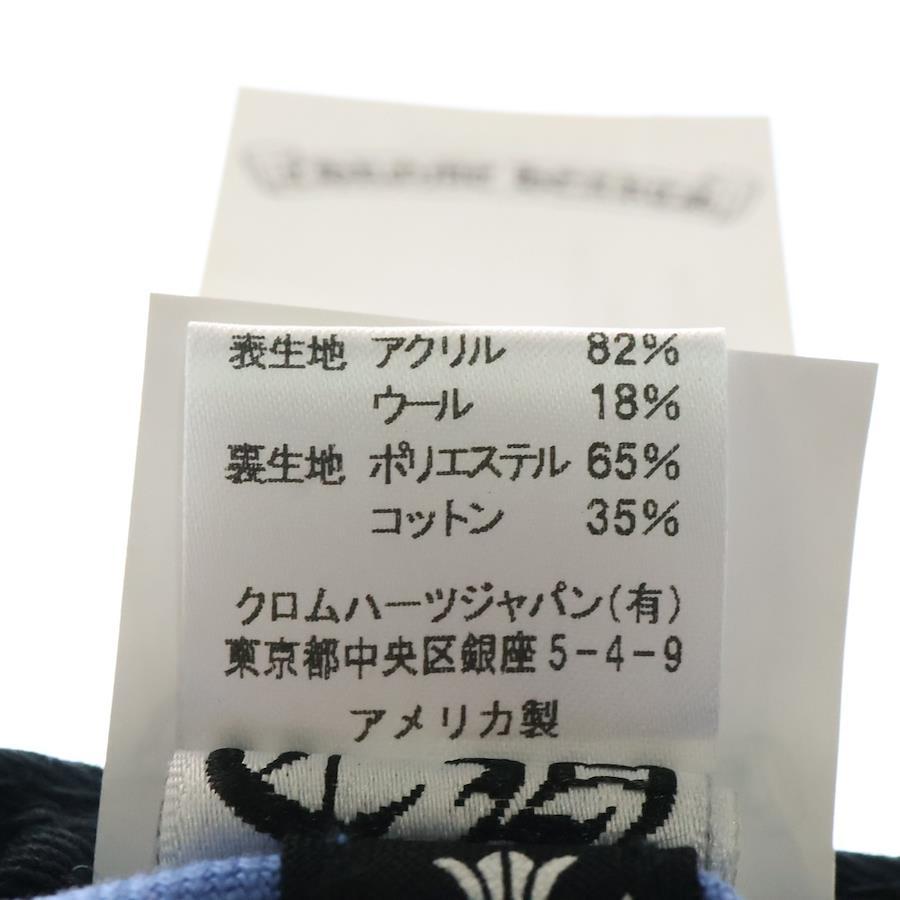 表生地 アクリル 82%
ウール 18%
裏生地 ポリエステル 65%
コットン 35%
クロムハーツジャパン(有)
東京都中央区銀座5-4-9
アメリカ製